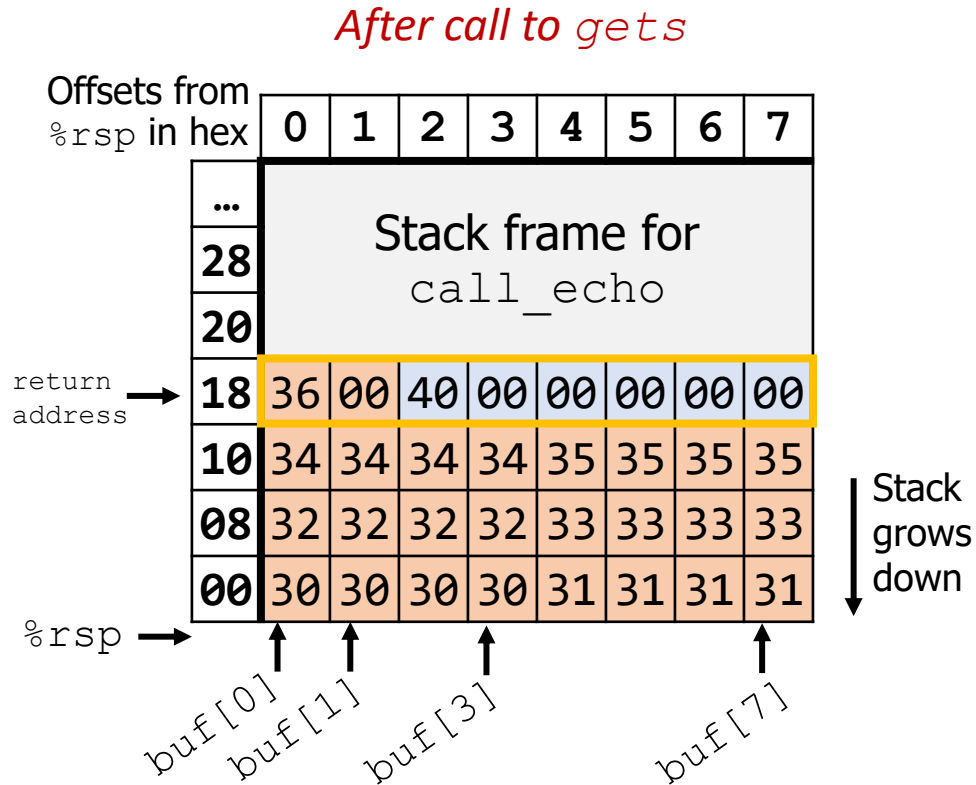 After call to gets
Offsets from
%rsp in hex 0 1 2 3 4 5 6 7
…
Stack frame for
28
call_echo
20
return
address
18 36 00 40 00 00 00 00 00
10 34 34 34 34 35 35 35 35
08 32 32 32 32 33 33 33 33
00 30 30 30 30 31 31 31 31
Stack
grows
down
%rsp
buf[0]
buf[1]
buf[3]
buf[7]